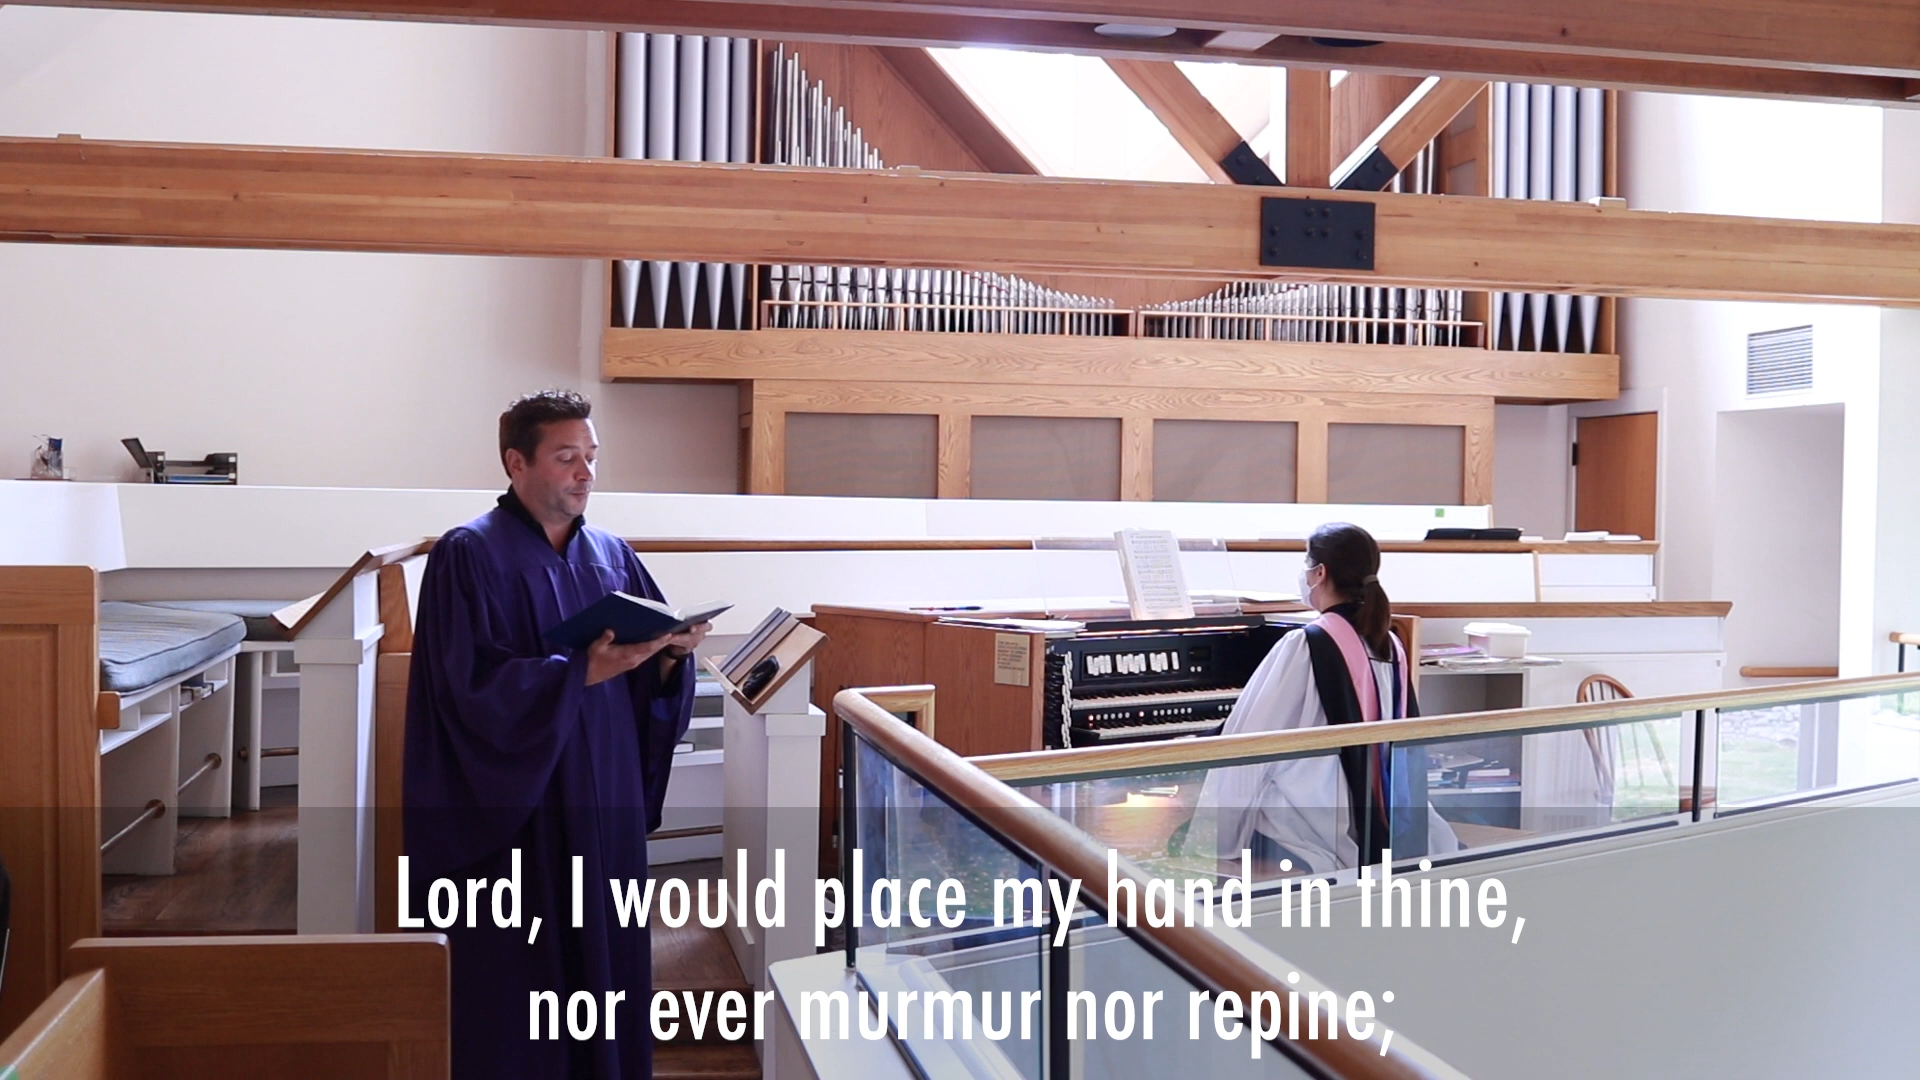 Lord, I would place my hand in thine,
nor ever murmur nor repine;